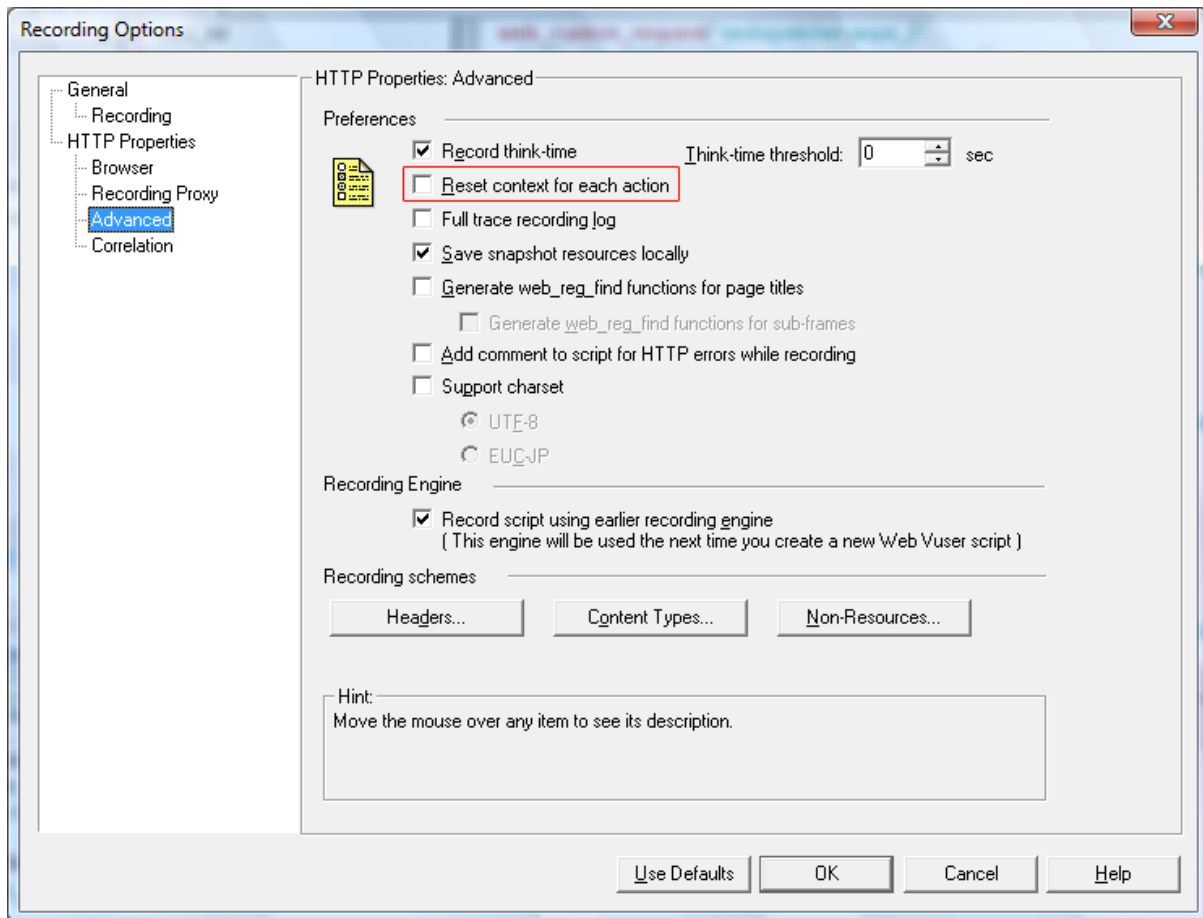 Recording Options
General
Recording
HTTP Properties
Browser
Recording Proxy
Advanced
Correlation
HTTP Properties: Advanced
Preferences
Record think-time Think-time threshold: 0 sec
Reset context for each action
Full trace recording log
Save snapshot resources locally
Generate web_reg_find functions for page titles
Generate web_reg_find functions for sub-frames
Add comment to script for HTTP errors while recording
Support charset
UTF-8
EUC-JP
Recording Engine
Record script using earlier recording engine
( This engine will be used the next time you create a new Web Vuser script )
Recording schemes
Headers... Content Types... Non-Resources...
Hint:
Move the mouse over any item to see its description.
Use Defaults OK Cancel Help